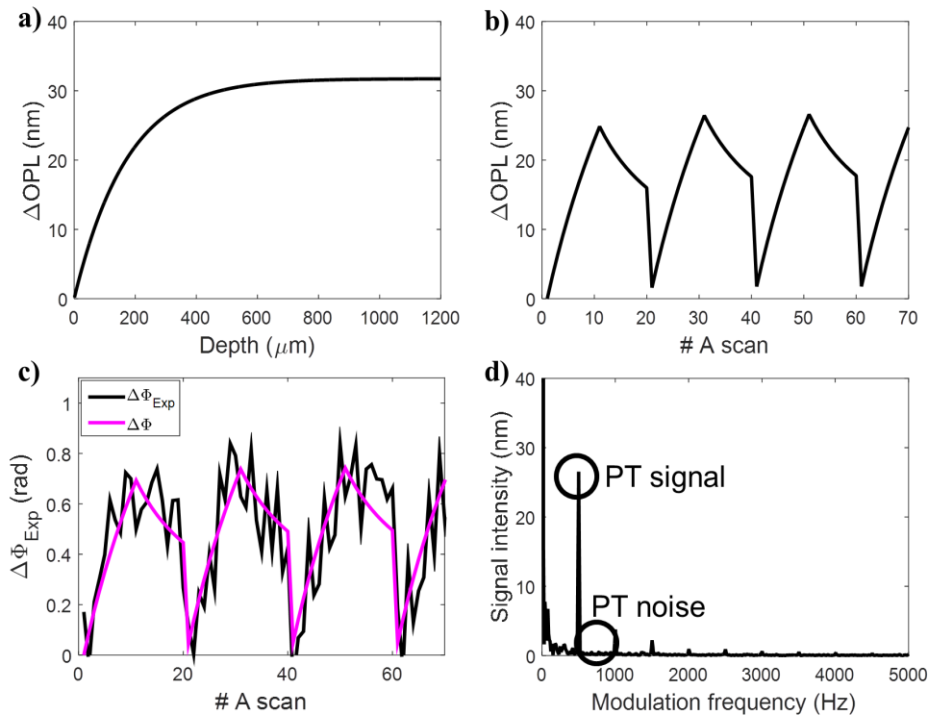 a)
40
30
20
10
0
ΔOPL (nm)
0 200 400 600 800 1000 1200
Depth (μm)
b)
40
30
20
10
0
ΔOPL (nm)
0 10 20 30 40 50 60 70
# A scan
c)
1
0.8
0.6
0.4
0.2
0
ΔΦExp (rad)
ΔΦExp
ΔΦ
0 20 40 60
# A scan
d)
40
30
20
10
0
Signal intensity (nm)
PT signal
PT noise
0 1000 2000 3000 4000 5000
Modulation frequency (Hz)